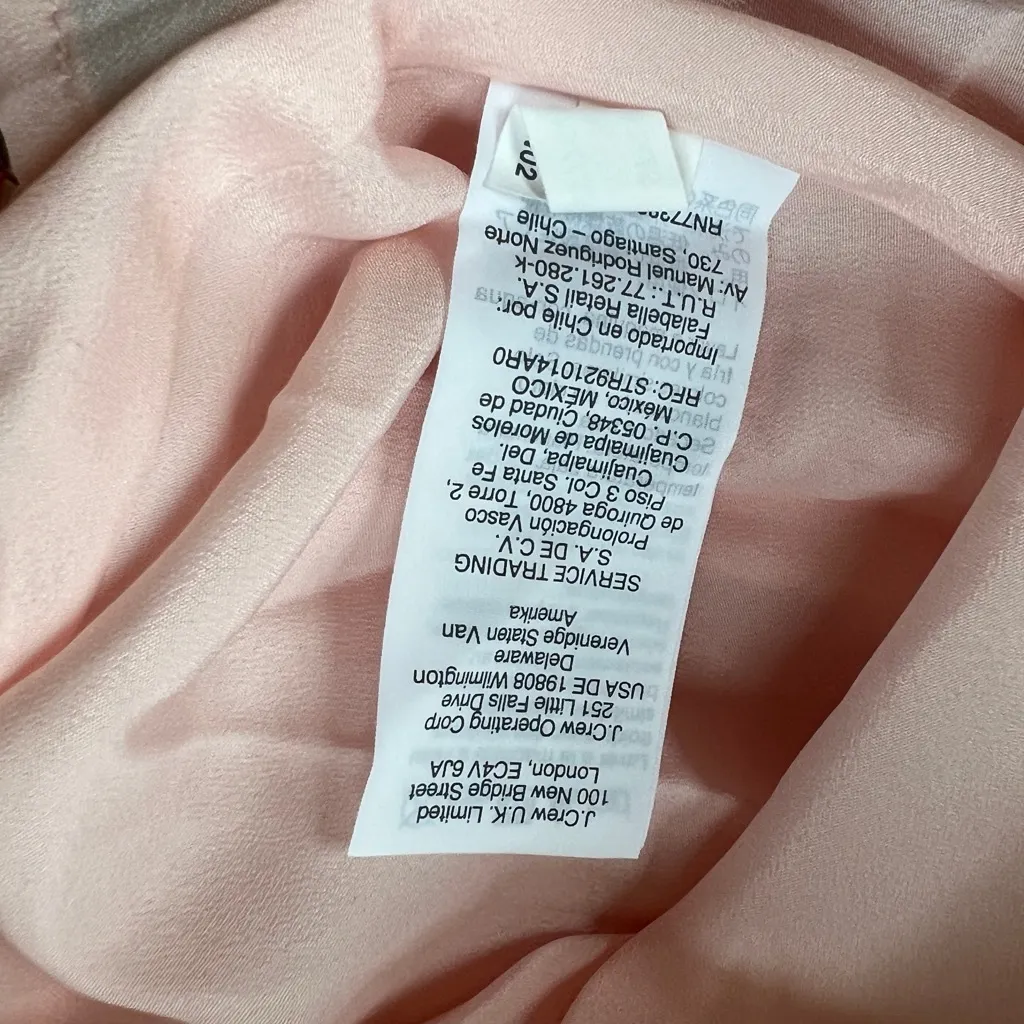 J.Crew U.K. Limited
100 New Bridge Street
London, EC4V 6JA
J.Crew Operating Corp
251 Little Falls Drive
USA DE 19808 Wilmington
Delaware
Verenidge Staten Van
Amerika
SERVICE TRADING
S.A. DE C.V.
Prolongación Vasco
de Quiroga 4800, Torre 2,
Piso 3 Col. Santa Fe
Cuajimalpa, Del.
Cuajimalpa de Morelos
C.P. 05348, Ciudad de
México, MÉXICO
RFC: STR921014AR0
Importado en Chile por:
Falabella Retail S.A.
R.U.T.: 77.261.280-k
Av: Manuel Rodriguez Norte
730, Santiago – Chile